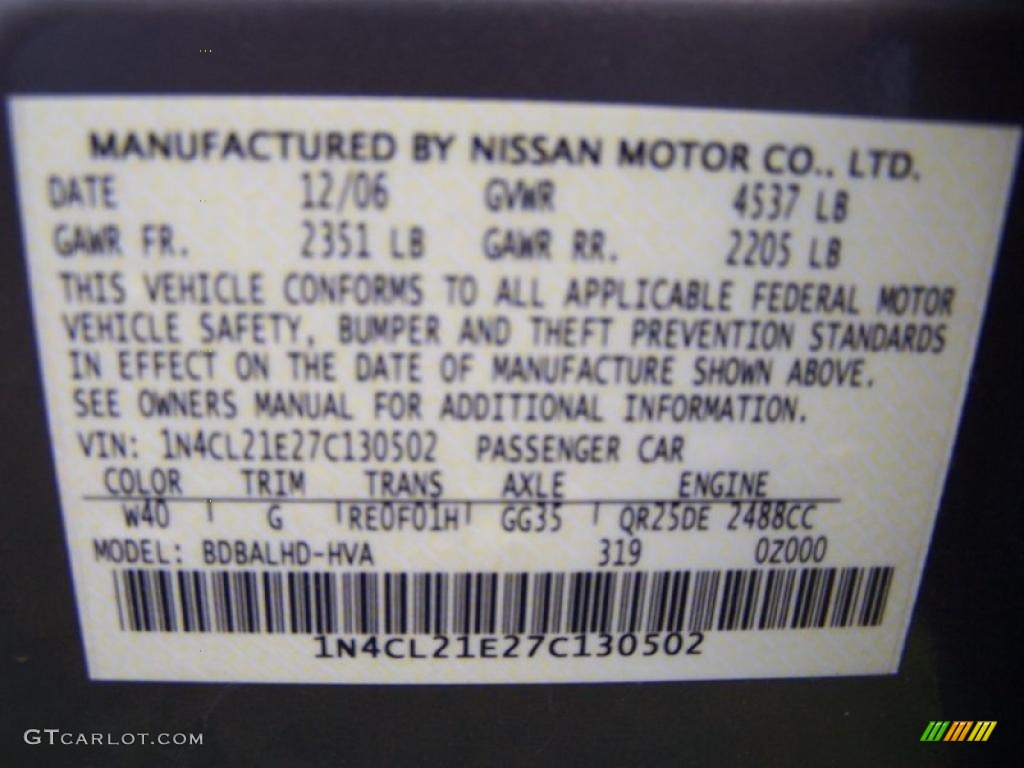 MANUFACTURED BY NISSAN MOTOR CO., LTD.
DATE 12/06 GVWR 4537 LB
GAWR FR. 2351 LB GAWR RR. 2205 LB
THIS VEHICLE CONFORMS TO ALL APPLICABLE FEDERAL MOTOR
VEHICLE SAFETY, BUMPER AND THEFT PREVENTION STANDARDS
IN EFFECT ON THE DATE OF MANUFACTURE SHOWN ABOVE.
SEE OWNERS MANUAL FOR ADDITIONAL INFORMATION.
VIN: 1N4CL21E27C130502 PASSENGER CAR
COLOR TRIM TRANS AXLE ENGINE
W40 G RE0F01H GG35 QR25DE 2488CC
MODEL: BDBALHD-HVA 319 0Z000
1N4CL21E27C130502
GTCARLOT.COM